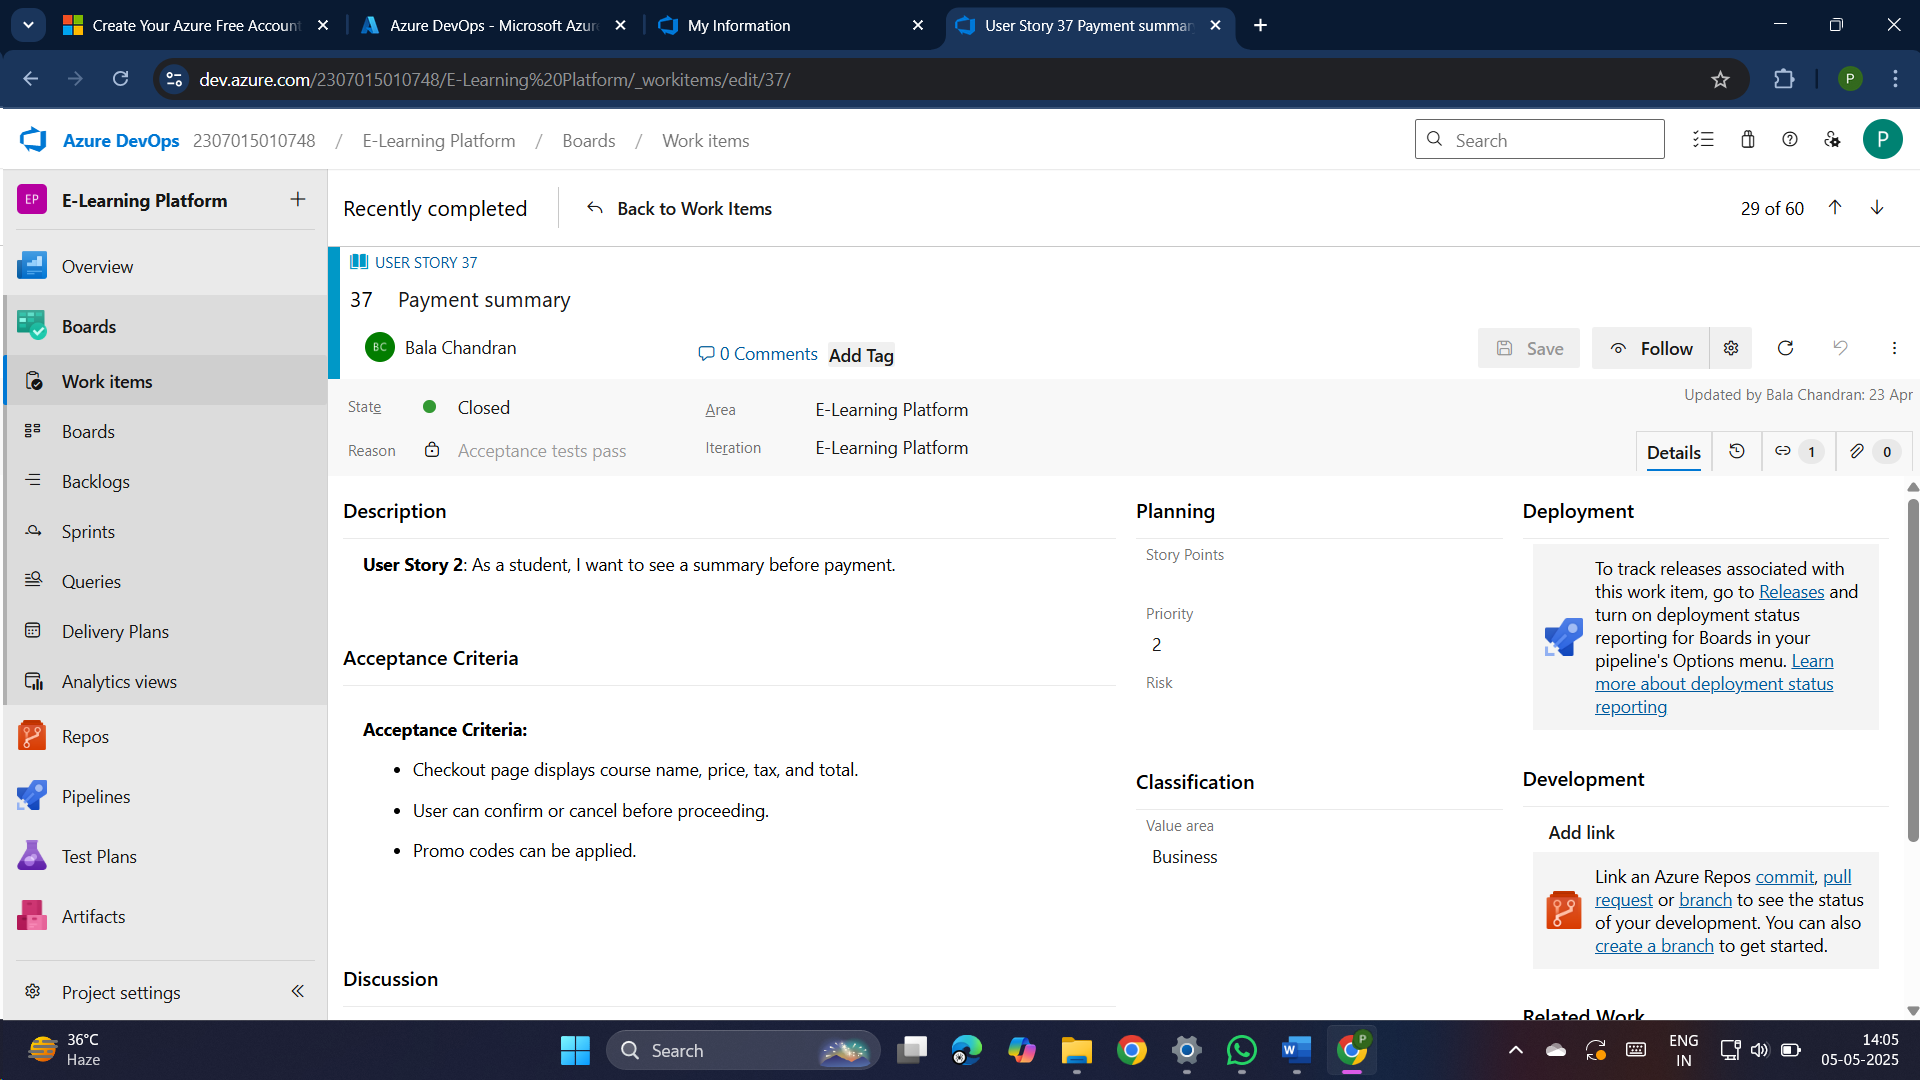 Create Your Azure Free Account
Azure DevOps - Microsoft Azure
My Information
User Story 37 Payment summar
dev.azure.com/2307015010748/E-Learning%20Platform/_workitems/edit/37/
P
Azure DevOps 2307015010748 / E-Learning Platform / Boards / Work items
Search
P
EP E-Learning Platform
Recently completed
Back to Work Items
29 of 60
Overview
Boards
Work items
Boards
Backlogs
Sprints
Queries
Delivery Plans
Analytics views
Repos
Pipelines
Test Plans
Artifacts
Project settings
USER STORY 37
37 Payment summary
BC Bala Chandran
0 Comments Add Tag
Save
Follow
State Closed
Area E-Learning Platform
Updated by Bala Chandran: 23 Apr
Reason Acceptance tests pass
Iteration E-Learning Platform
Details
1
0
Description
User Story 2: As a student, I want to see a summary before payment.
Acceptance Criteria
Acceptance Criteria:
• Checkout page displays course name, price, tax, and total.
• User can confirm or cancel before proceeding.
• Promo codes can be applied.
Discussion
Planning
Story Points
Priority
2
Risk
Classification
Value area
Business
Deployment
To track releases associated with
this work item, go to Releases and
turn on deployment status
reporting for Boards in your
pipeline's Options menu. Learn
more about deployment status
reporting
Development
Add link
Link an Azure Repos commit, pull
request or branch to see the status
of your development. You can also
create a branch to get started.
Related Work
36°C
Haze
Search
P
ENG
IN
14:05
05-05-2025